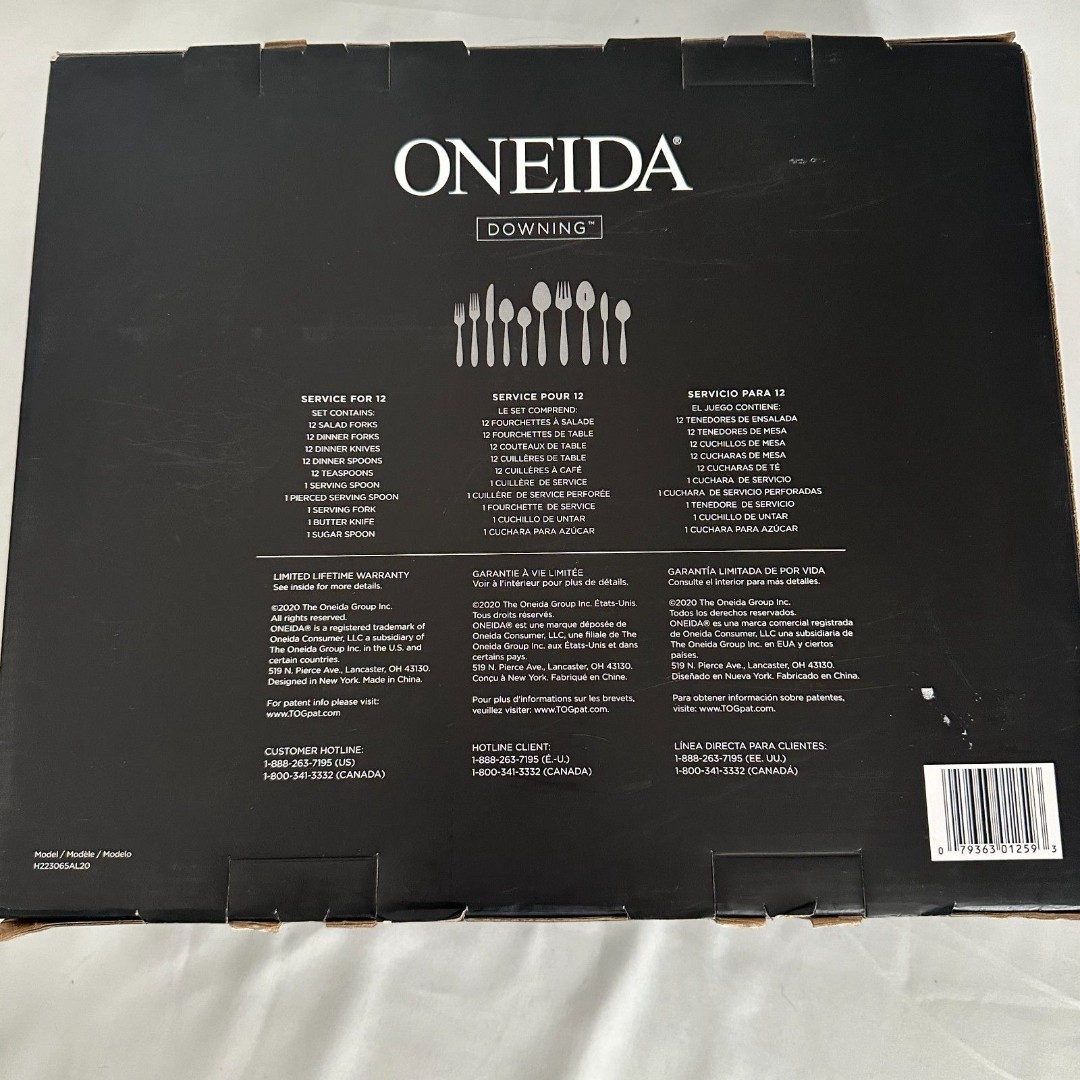 ONEIDA®
DOWNING™
SERVICE FOR 12
SET CONTAINS:
12 SALAD FORKS
12 DINNER FORKS
12 DINNER KNIVES
12 DINNER SPOONS
12 TEASPOONS
1 SERVING SPOON
1 PIERCED SERVING SPOON
1 SERVING FORK
1 BUTTER KNIFE
1 SUGAR SPOON
SERVICE POUR 12
LE SET COMPREND:
12 FOURCHETTES À SALADE
12 FOURCHETTES DE TABLE
12 COUTEAUX DE TABLE
12 CUILLÈRES DE TABLE
12 CUILLÈRES À CAFÉ
1 CUILLÈRE DE SERVICE
1 CUILLÈRE DE SERVICE PERFORÉE
1 FOURCHETTE DE SERVICE
1 CUCHILLO DE UNTAR
1 CUCHARA PARA AZÚCAR
SERVICIO PARA 12
EL JUEGO CONTIENE:
12 TENEDORES DE ENSALADA
12 TENEDORES DE MESA
12 CUCHILLOS DE MESA
12 CUCHARAS DE MESA
12 CUCHARAS DE TÉ
1 CUCHARA DE SERVICIO
1 CUCHARA DE SERVICIO PERFORADAS
1 TENEDORE DE SERVICIO
1 CUCHILLO DE UNTAR
1 CUCHARA PARA AZÚCAR
LIMITED LIFETIME WARRANTY
See inside for more details.
©2020 The Oneida Group Inc.
All rights reserved.
ONEIDA® is a registered trademark of
Oneida Consumer, LLC a subsidiary of
The Oneida Group Inc. in the U.S. and
certain countries.
519 N. Pierce Ave., Lancaster, OH 43130.
Designed in New York. Made in China.
For patent info please visit:
www.TOGpat.com
CUSTOMER HOTLINE:
1-888-263-7195 (US)
1-800-341-3332 (CANADA)
GARANTIE À VIE LIMITÉE
Voir à l'intérieur pour plus de détails.
©2020 The Oneida Group Inc. États-Unis.
Tous droits réservés.
ONEIDA® est une marque déposée de
Oneida Consumer, LLC, une filiale de The
Oneida Group Inc. aux États-Unis et dans
certains pays.
519 N. Pierce Ave., Lancaster, OH 43130.
Conçu à New York. Fabriqué en Chine.
Pour plus d'informations sur les brevets,
veuillez visiter: www.TOGpat.com.
HOTLINE CLIENT:
1-888-263-7195 (É.-U.)
1-800-341-3332 (CANADA)
GARANTÍA LIMITADA DE POR VIDA
Consulte el interior para más detalles.
©2020 The Oneida Group Inc.
Todos los derechos reservados.
ONEIDA® es una marca comercial registrada
de Oneida Consumer, LLC una subsidiaria de
The Oneida Group Inc. en EUA y ciertos
países.
519 N. Pierce Ave., Lancaster, OH 43130.
Diseñado en Nueva York. Fabricado en China.
Para obtener información sobre patentes,
visite: www.TOGpat.com.
LÍNEA DIRECTA PARA CLIENTES:
1-888-263-7195 (EE. UU.)
1-800-341-3332 (CANADÁ)
Model / Modèle / Modelo
H223065AL20
0 79363 01259 3